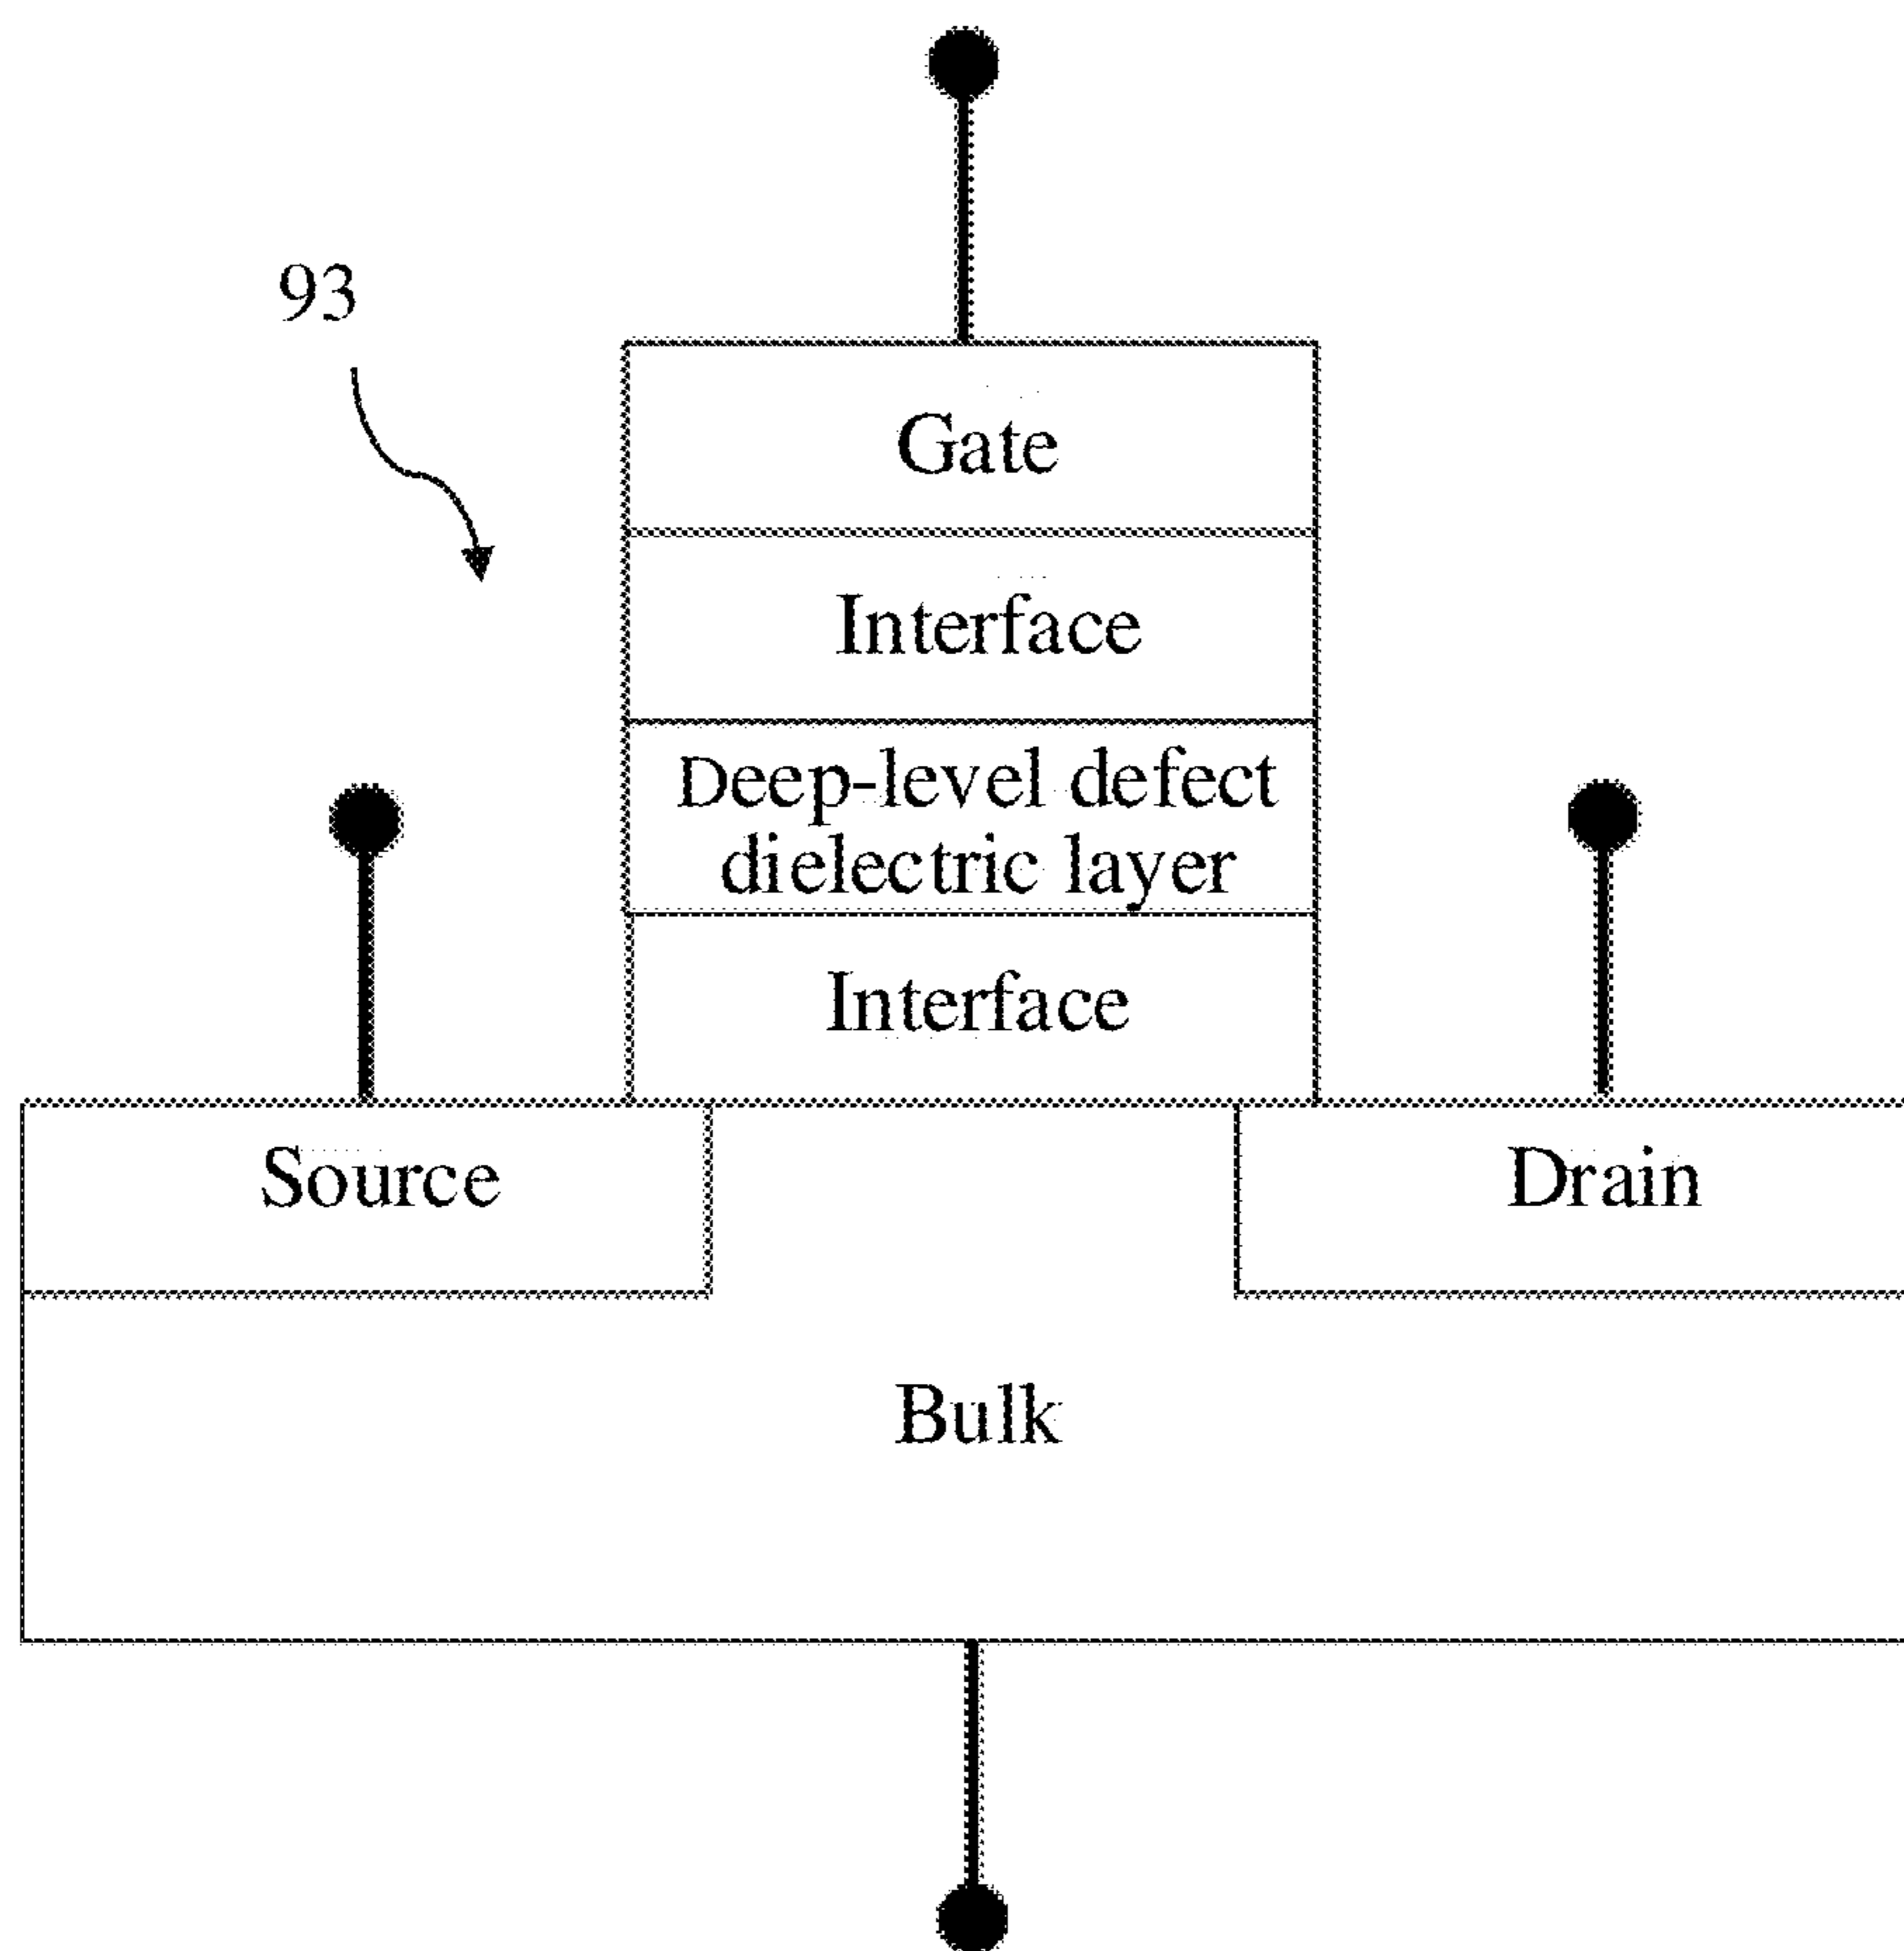 93
Gate
Interface
Deep-level defect
dielectric layer
Interface
Source
Drain
Bulk